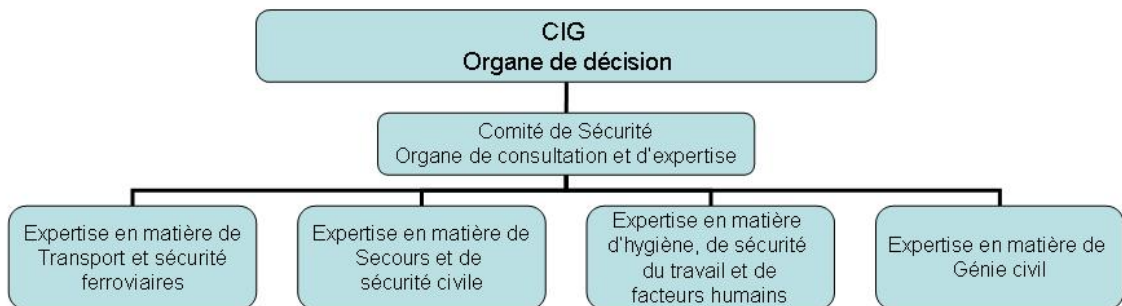 CIG
Organe de décision
Comité de Sécurité
Organe de consultation et d'expertise
Expertise en matière de
Transport et sécurité
ferroviaires
Expertise en matière de
Secours et de
sécurité civile
Expertise en matière
d'hygiène, de sécurité
du travail et de
facteurs humains
Expertise en matière de
Génie civil